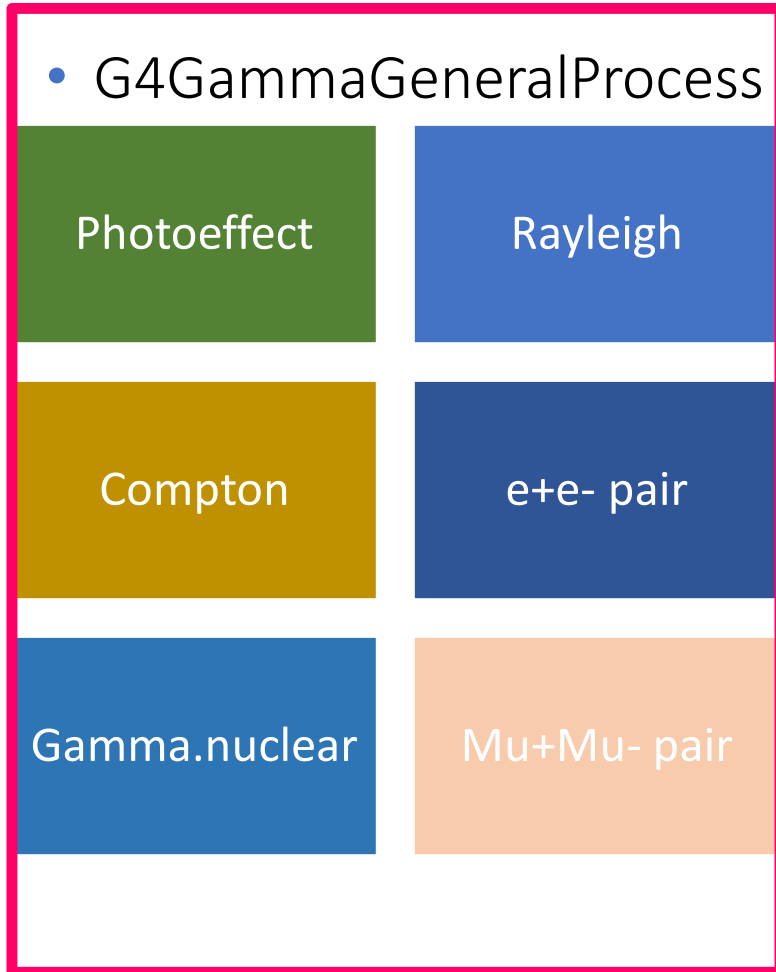 • G4GammaGeneralProcess
Photoeffect
Rayleigh
Compton
e+e- pair
Gamma.nuclear
Mu+Mu- pair